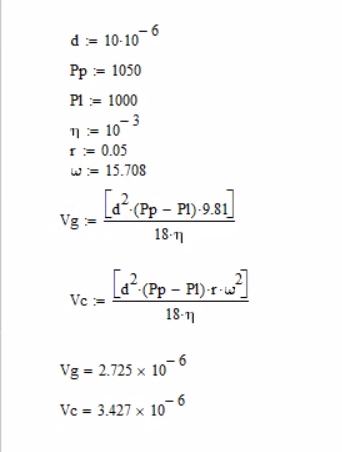 d := 10·10^-6
Pp := 1050
Pl := 1000
η := 10^-3
r := 0.05
ω := 15.708
Vg := [d^2·(Pp − Pl)·9.81] / 18·η
Vc := [d^2·(Pp − Pl)·r·ω^2] / 18·η
Vg = 2.725 × 10^-6
Vc = 3.427 × 10^-6